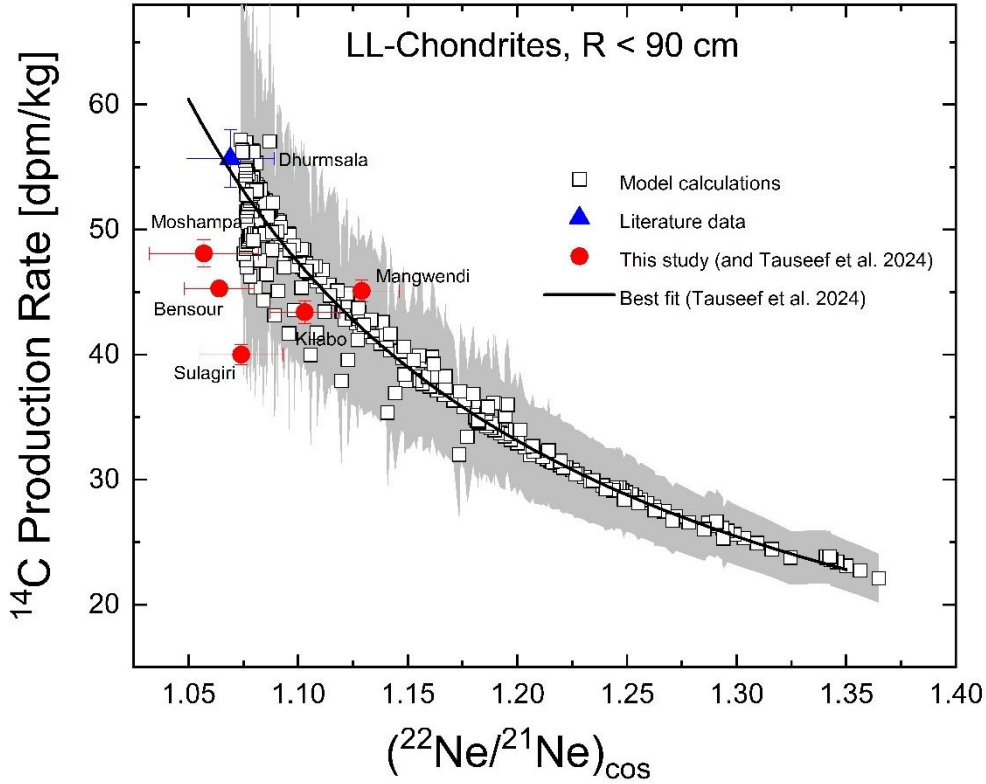 LL-Chondrites, R < 90 cm
60
50
40
30
20
¹⁴C Production Rate [dpm/kg]
Dhurmsala
Moshampa
Mangwendi
Bensour
Kilabo
Sulagiri
Model calculations
Literature data
This study (and Tauseef et al. 2024)
Best fit (Tauseef et al. 2024)
1.05 1.10 1.15 1.20 1.25 1.30 1.35 1.40
(²²Ne/²¹Ne)cos